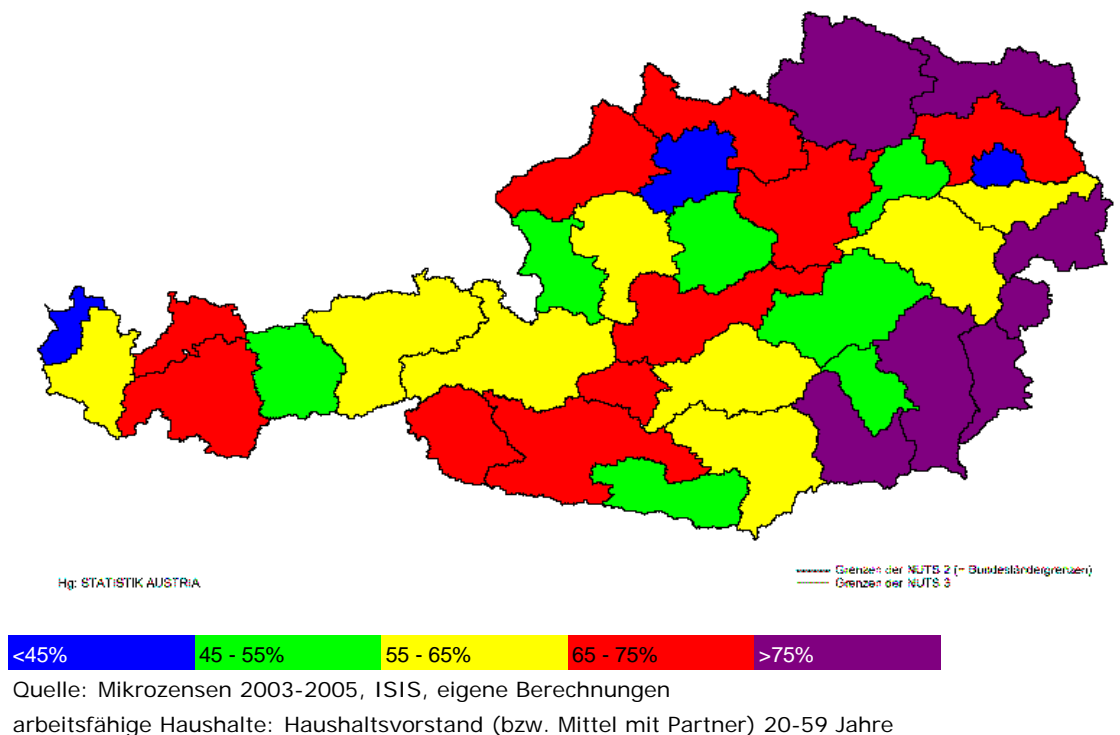 Hg: STATISTIK AUSTRIA
Grenzen der NUTS 2 (= Bundesländergrenzen)
Grenzen der NUTS 3
<45% 45 - 55% 55 - 65% 65 - 75% >75%
Quelle: Mikrozensen 2003-2005, ISIS, eigene Berechnungen
arbeitsfähige Haushalte: Haushaltsvorstand (bzw. Mittel mit Partner) 20-59 Jahre